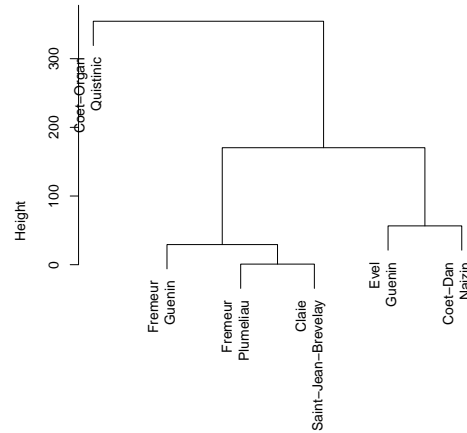 Height
0
100
200
300
Coet-Organ
Quistinic
Fremeur
Guenin
Fremeur
Plumeliau
Claie
Saint-Jean-Brevelay
Evel
Guenin
Coet-Dan
Naizin